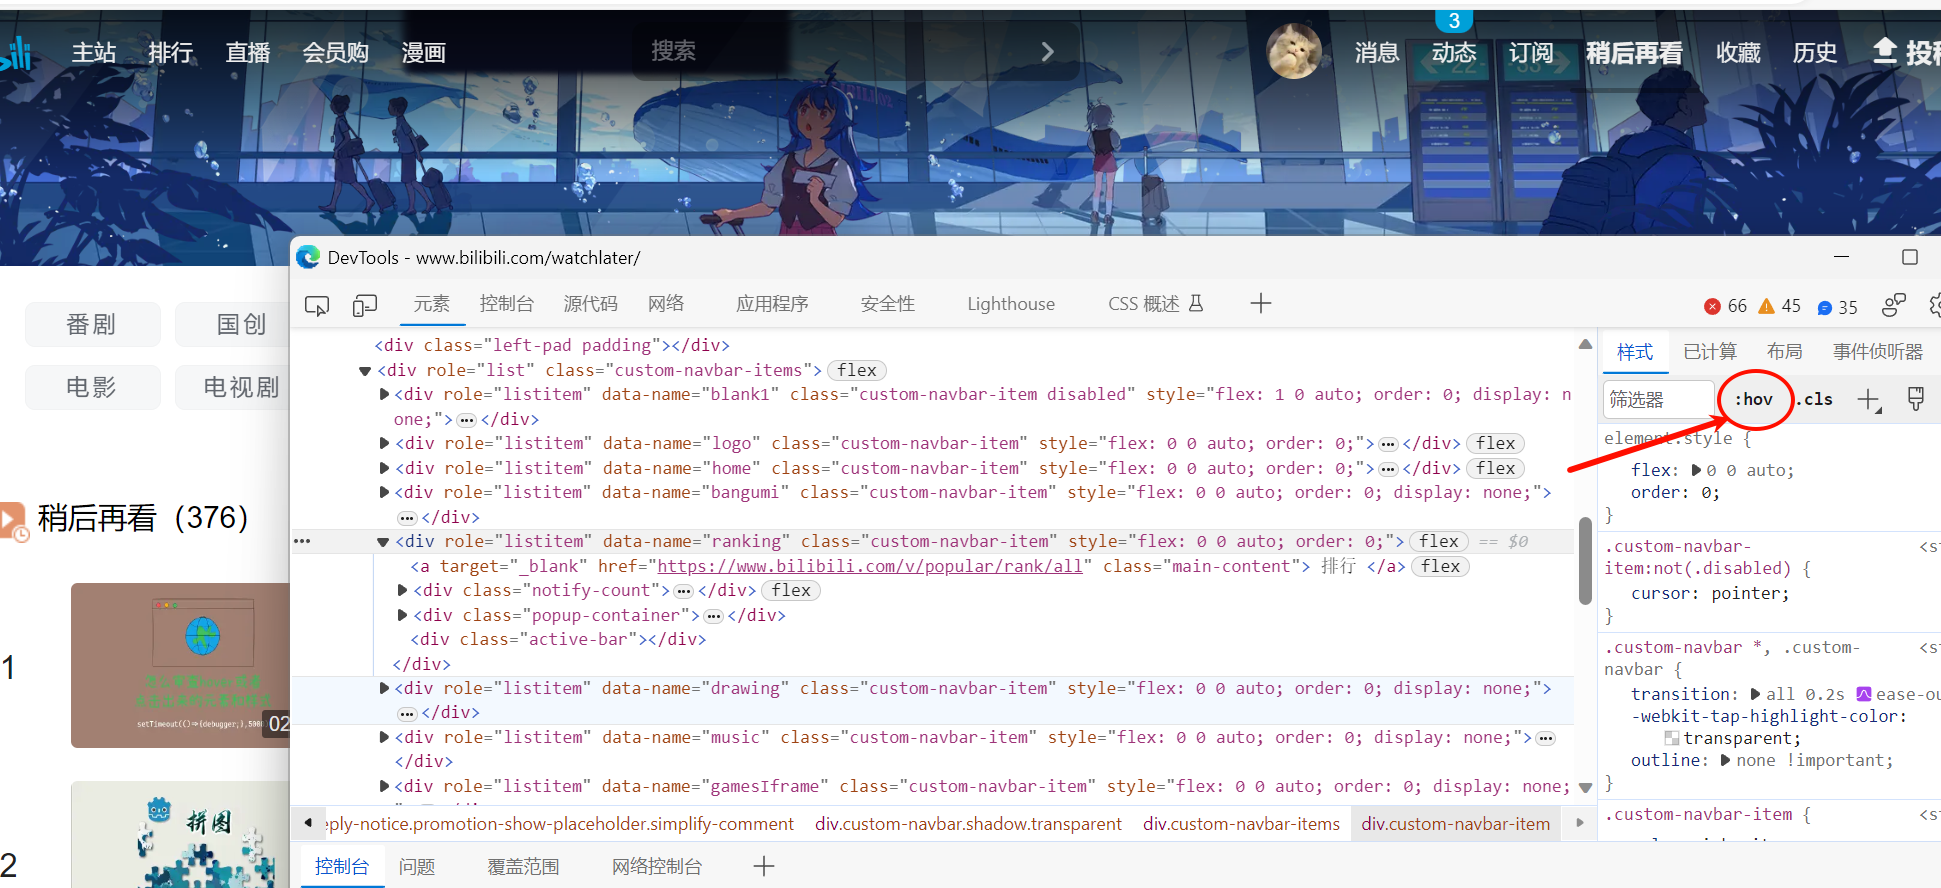 3
主站 排行 直播 会员购 漫画 搜索 消息 动态 订阅 稍后再看 收藏 历史
番剧 国创
电影 电视剧
稍后再看（376）
1
setTimeout(()=>{debugger;},500
02
2
拼图
DevTools - www.bilibili.com/watchlater/
元素 控制台 源代码 网络 应用程序 安全性 Lighthouse CSS 概述
66 45 35
<div class="left-pad padding"></div>
<div role="list" class="custom-navbar-items"> flex
<div role="listitem" data-name="blank1" class="custom-navbar-item disabled" style="flex: 1 0 auto; order: 0; display: n
one;">…</div>
<div role="listitem" data-name="logo" class="custom-navbar-item" style="flex: 0 0 auto; order: 0;">…</div> flex
<div role="listitem" data-name="home" class="custom-navbar-item" style="flex: 0 0 auto; order: 0;">…</div> flex
<div role="listitem" data-name="bangumi" class="custom-navbar-item" style="flex: 0 0 auto; order: 0; display: none;">
…</div>
<div role="listitem" data-name="ranking" class="custom-navbar-item" style="flex: 0 0 auto; order: 0;"> flex == $0
<a target="_blank" href="https://www.bilibili.com/v/popular/rank/all" class="main-content"> 排行 </a> flex
<div class="notify-count">…</div> flex
<div class="popup-container">…</div>
<div class="active-bar"></div>
</div>
<div role="listitem" data-name="drawing" class="custom-navbar-item" style="flex: 0 0 auto; order: 0; display: none;">
…</div>
<div role="listitem" data-name="music" class="custom-navbar-item" style="flex: 0 0 auto; order: 0; display: none;">…
</div>
<div role="listitem" data-name="gamesIframe" class="custom-navbar-item" style="flex: 0 0 auto; order: 0; display: none;
eply-notice.promotion-show-placeholder.simplify-comment div.custom-navbar.shadow.transparent div.custom-navbar-items div.custom-navbar-item
控制台 问题 覆盖范围 网络控制台
样式 已计算 布局 事件侦听器
筛选器 :hov .cls
element.style {
flex: 0 0 auto;
order: 0;
}
.custom-navbar- <s
item:not(.disabled) {
cursor: pointer;
}
.custom-navbar *, .custom- <s
navbar {
transition: all 0.2s ease-ou
-webkit-tap-highlight-color:
transparent;
outline: none !important;
}
.custom-navbar-item { <s